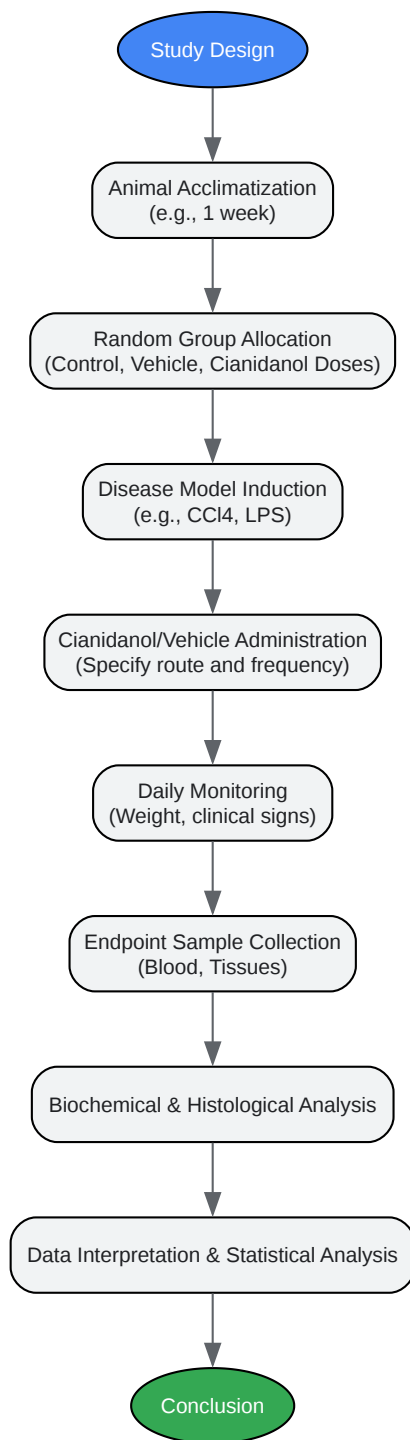 Study Design
Animal Acclimatization
(e.g., 1 week)
Random Group Allocation
(Control, Vehicle, Cianidanol Doses)
Disease Model Induction
(e.g., CCl4, LPS)
Cianidanol/Vehicle Administration
(Specify route and frequency)
Daily Monitoring
(Weight, clinical signs)
Endpoint Sample Collection
(Blood, Tissues)
Biochemical & Histological Analysis
Data Interpretation & Statistical Analysis
Conclusion